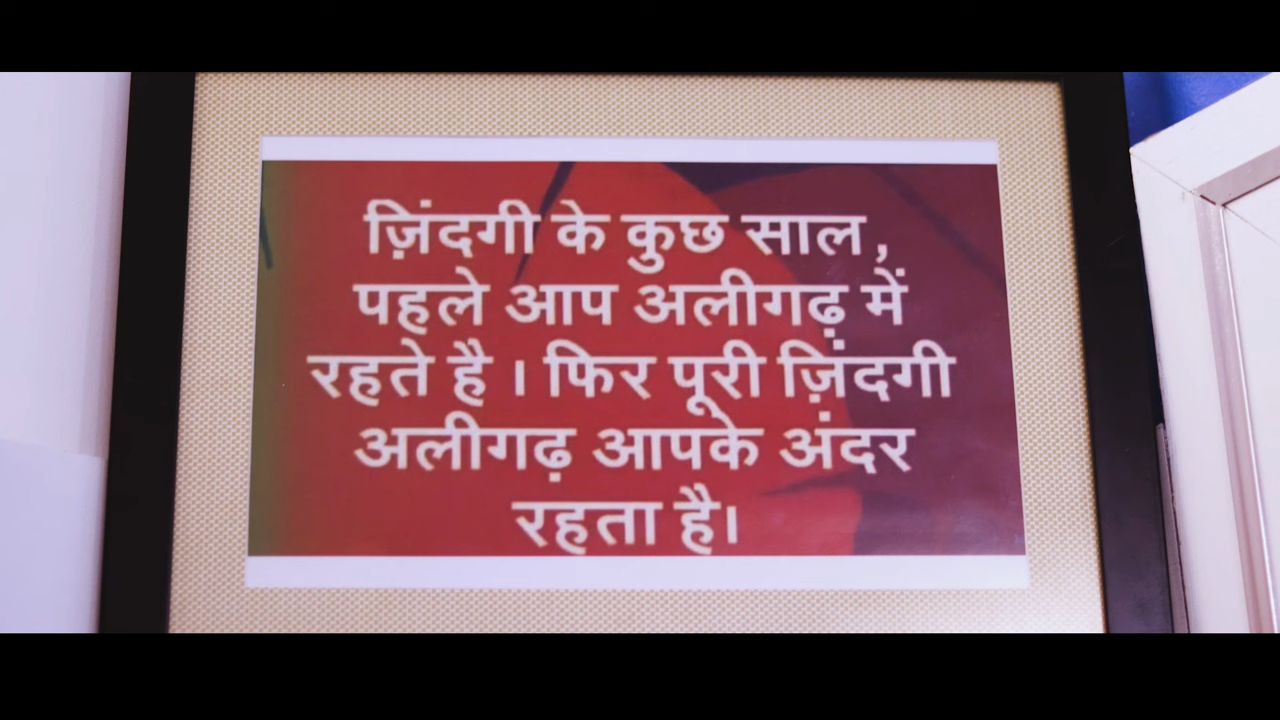 ज़िंदगी के कुछ साल,
पहले आप अलीगढ़ में
रहते है । फिर पूरी ज़िंदगी
अलीगढ़ आपके अंदर
रहता है।